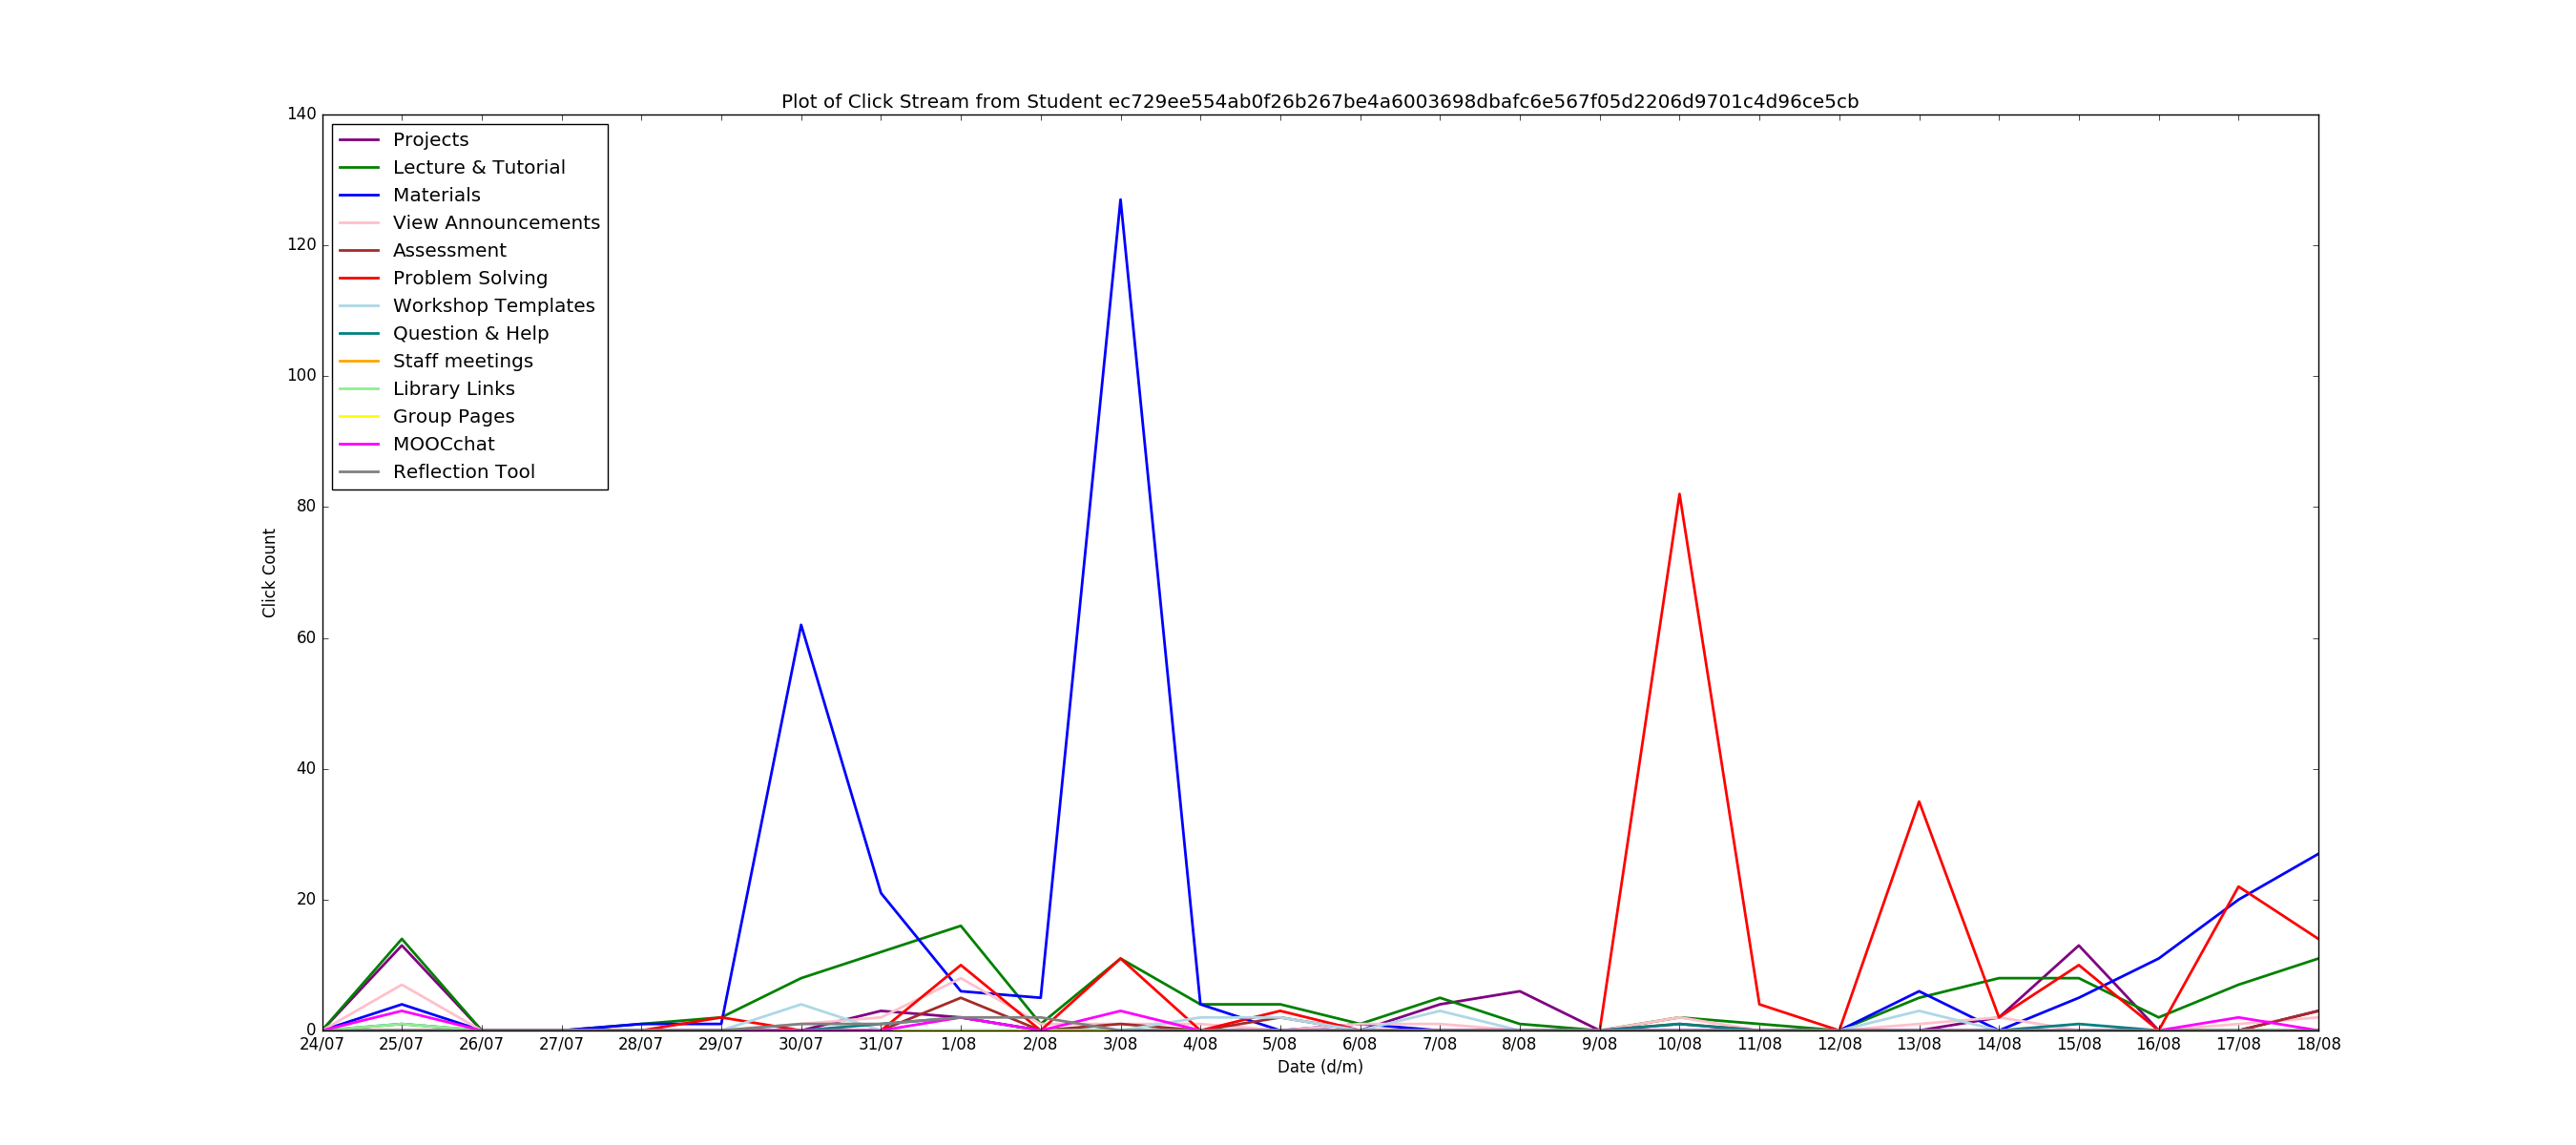 Plot of Click Stream from Student ec729ee554ab0f26b267be4a6003698dbafc6e567f05d2206d9701c4d96ce5cb
140
120
100
80
60
40
20
0
Click Count
Projects
Lecture & Tutorial
Materials
View Announcements
Assessment
Problem Solving
Workshop Templates
Question & Help
Staff meetings
Library Links
Group Pages
MOOCchat
Reflection Tool
24/07 25/07 26/07 27/07 28/07 29/07 30/07 31/07 1/08 2/08 3/08 4/08 5/08 6/08 7/08 8/08 9/08 10/08 11/08 12/08 13/08 14/08 15/08 16/08 17/08 18/08
Date (d/m)